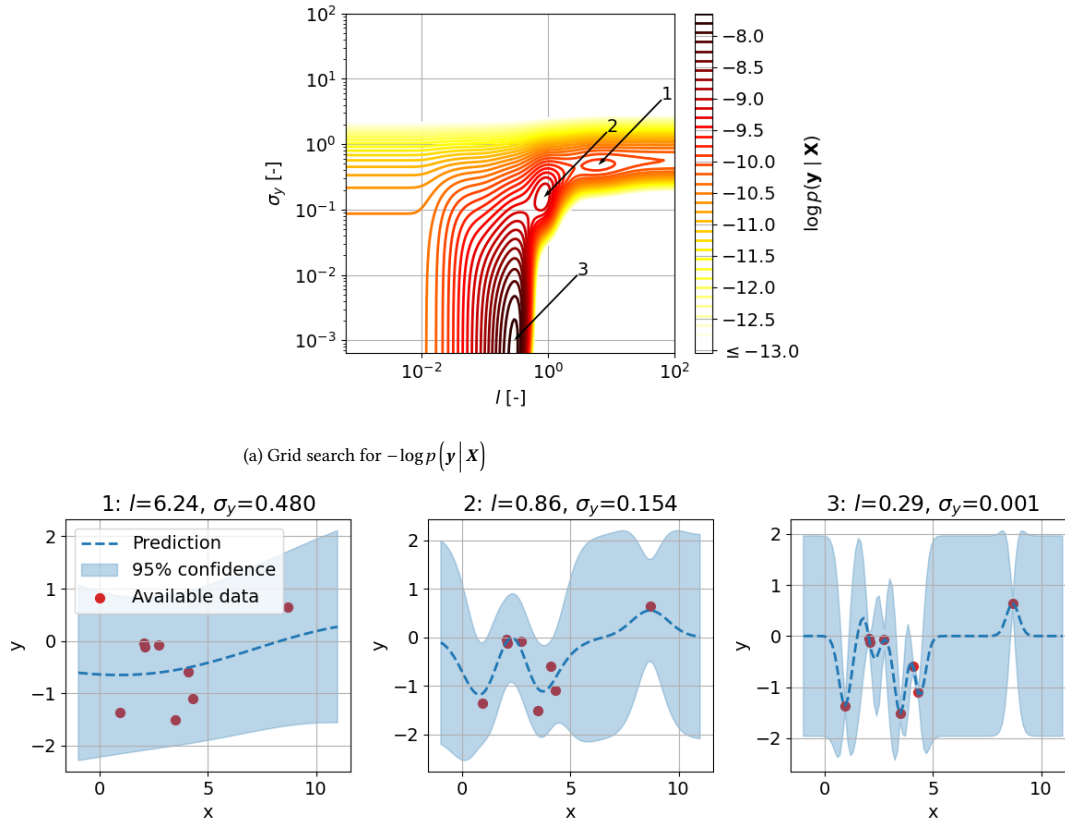 10²
10¹
10⁰
10⁻¹
10⁻²
10⁻³
σ_y [-]
10⁻²
10⁰
10²
l [-]
1
2
3
−8.0
−8.5
−9.0
−9.5
−10.0
−10.5
−11.0
−11.5
−12.0
−12.5
≤ −13.0
log p(y | X)
(a) Grid search for − log p(y | X)
1: l=6.24, σ_y=0.480
Prediction
95% confidence
Available data
2
1
0
−1
−2
y
0
5
10
x
2: l=0.86, σ_y=0.154
2
1
0
−1
−2
y
0
5
10
x
3: l=0.29, σ_y=0.001
2
1
0
−1
−2
y
0
5
10
x